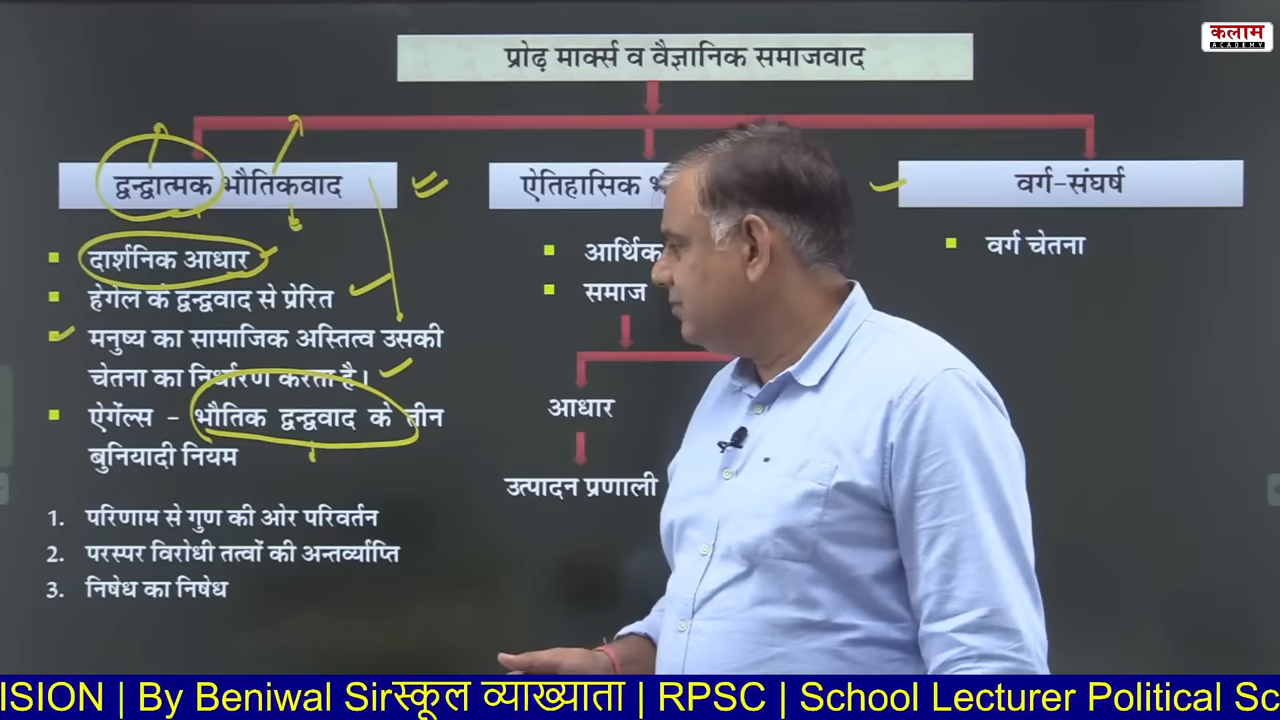 कलाम
ACADEMY
प्रोढ़ मार्क्स व वैज्ञानिक समाजवाद
द्वन्द्वात्मक भौतिकवाद
दार्शनिक आधार
हेगेल के द्वन्द्ववाद से प्रेरित
मनुष्य का सामाजिक अस्तित्व उसकी
चेतना का निर्धारण करता है।
ऐगेंल्स - भौतिक द्वन्द्ववाद के तीन
बुनियादी नियम
1. परिणाम से गुण की ओर परिवर्तन
2. परस्पर विरोधी तत्वों की अन्तर्व्याप्ति
3. निषेध का निषेध
ऐतिहासिक
आर्थिक
समाज
आधार
उत्पादन प्रणाली
वर्ग-संघर्ष
वर्ग चेतना
ISION | By Beniwal Sirस्कूल व्याख्याता | RPSC | School Lecturer Political Sc